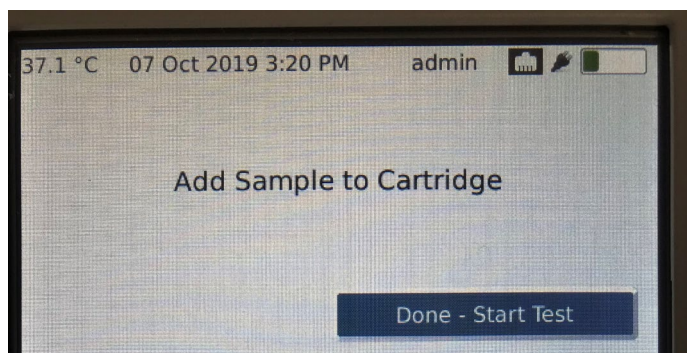 37.1 °C 07 Oct 2019 3:20 PM admin
Add Sample to Cartridge
Done - Start Test